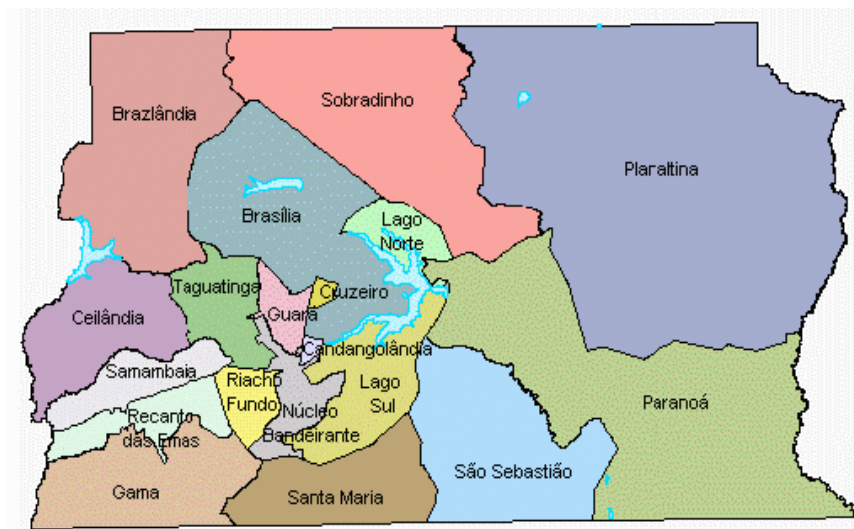 Sobradinho
Brazlândia
Plaraltina
Brasília
Lago
Norte
Taguatinga
Cruzeiro
Guará
Ceilândia
Candangolândia
Samambaia
Riacho
Fundo
Lago
Sul
Núcleo
Bandeirante
Recanto
das Emas
Paranoá
São Sebastião
Gama
Santa Maria